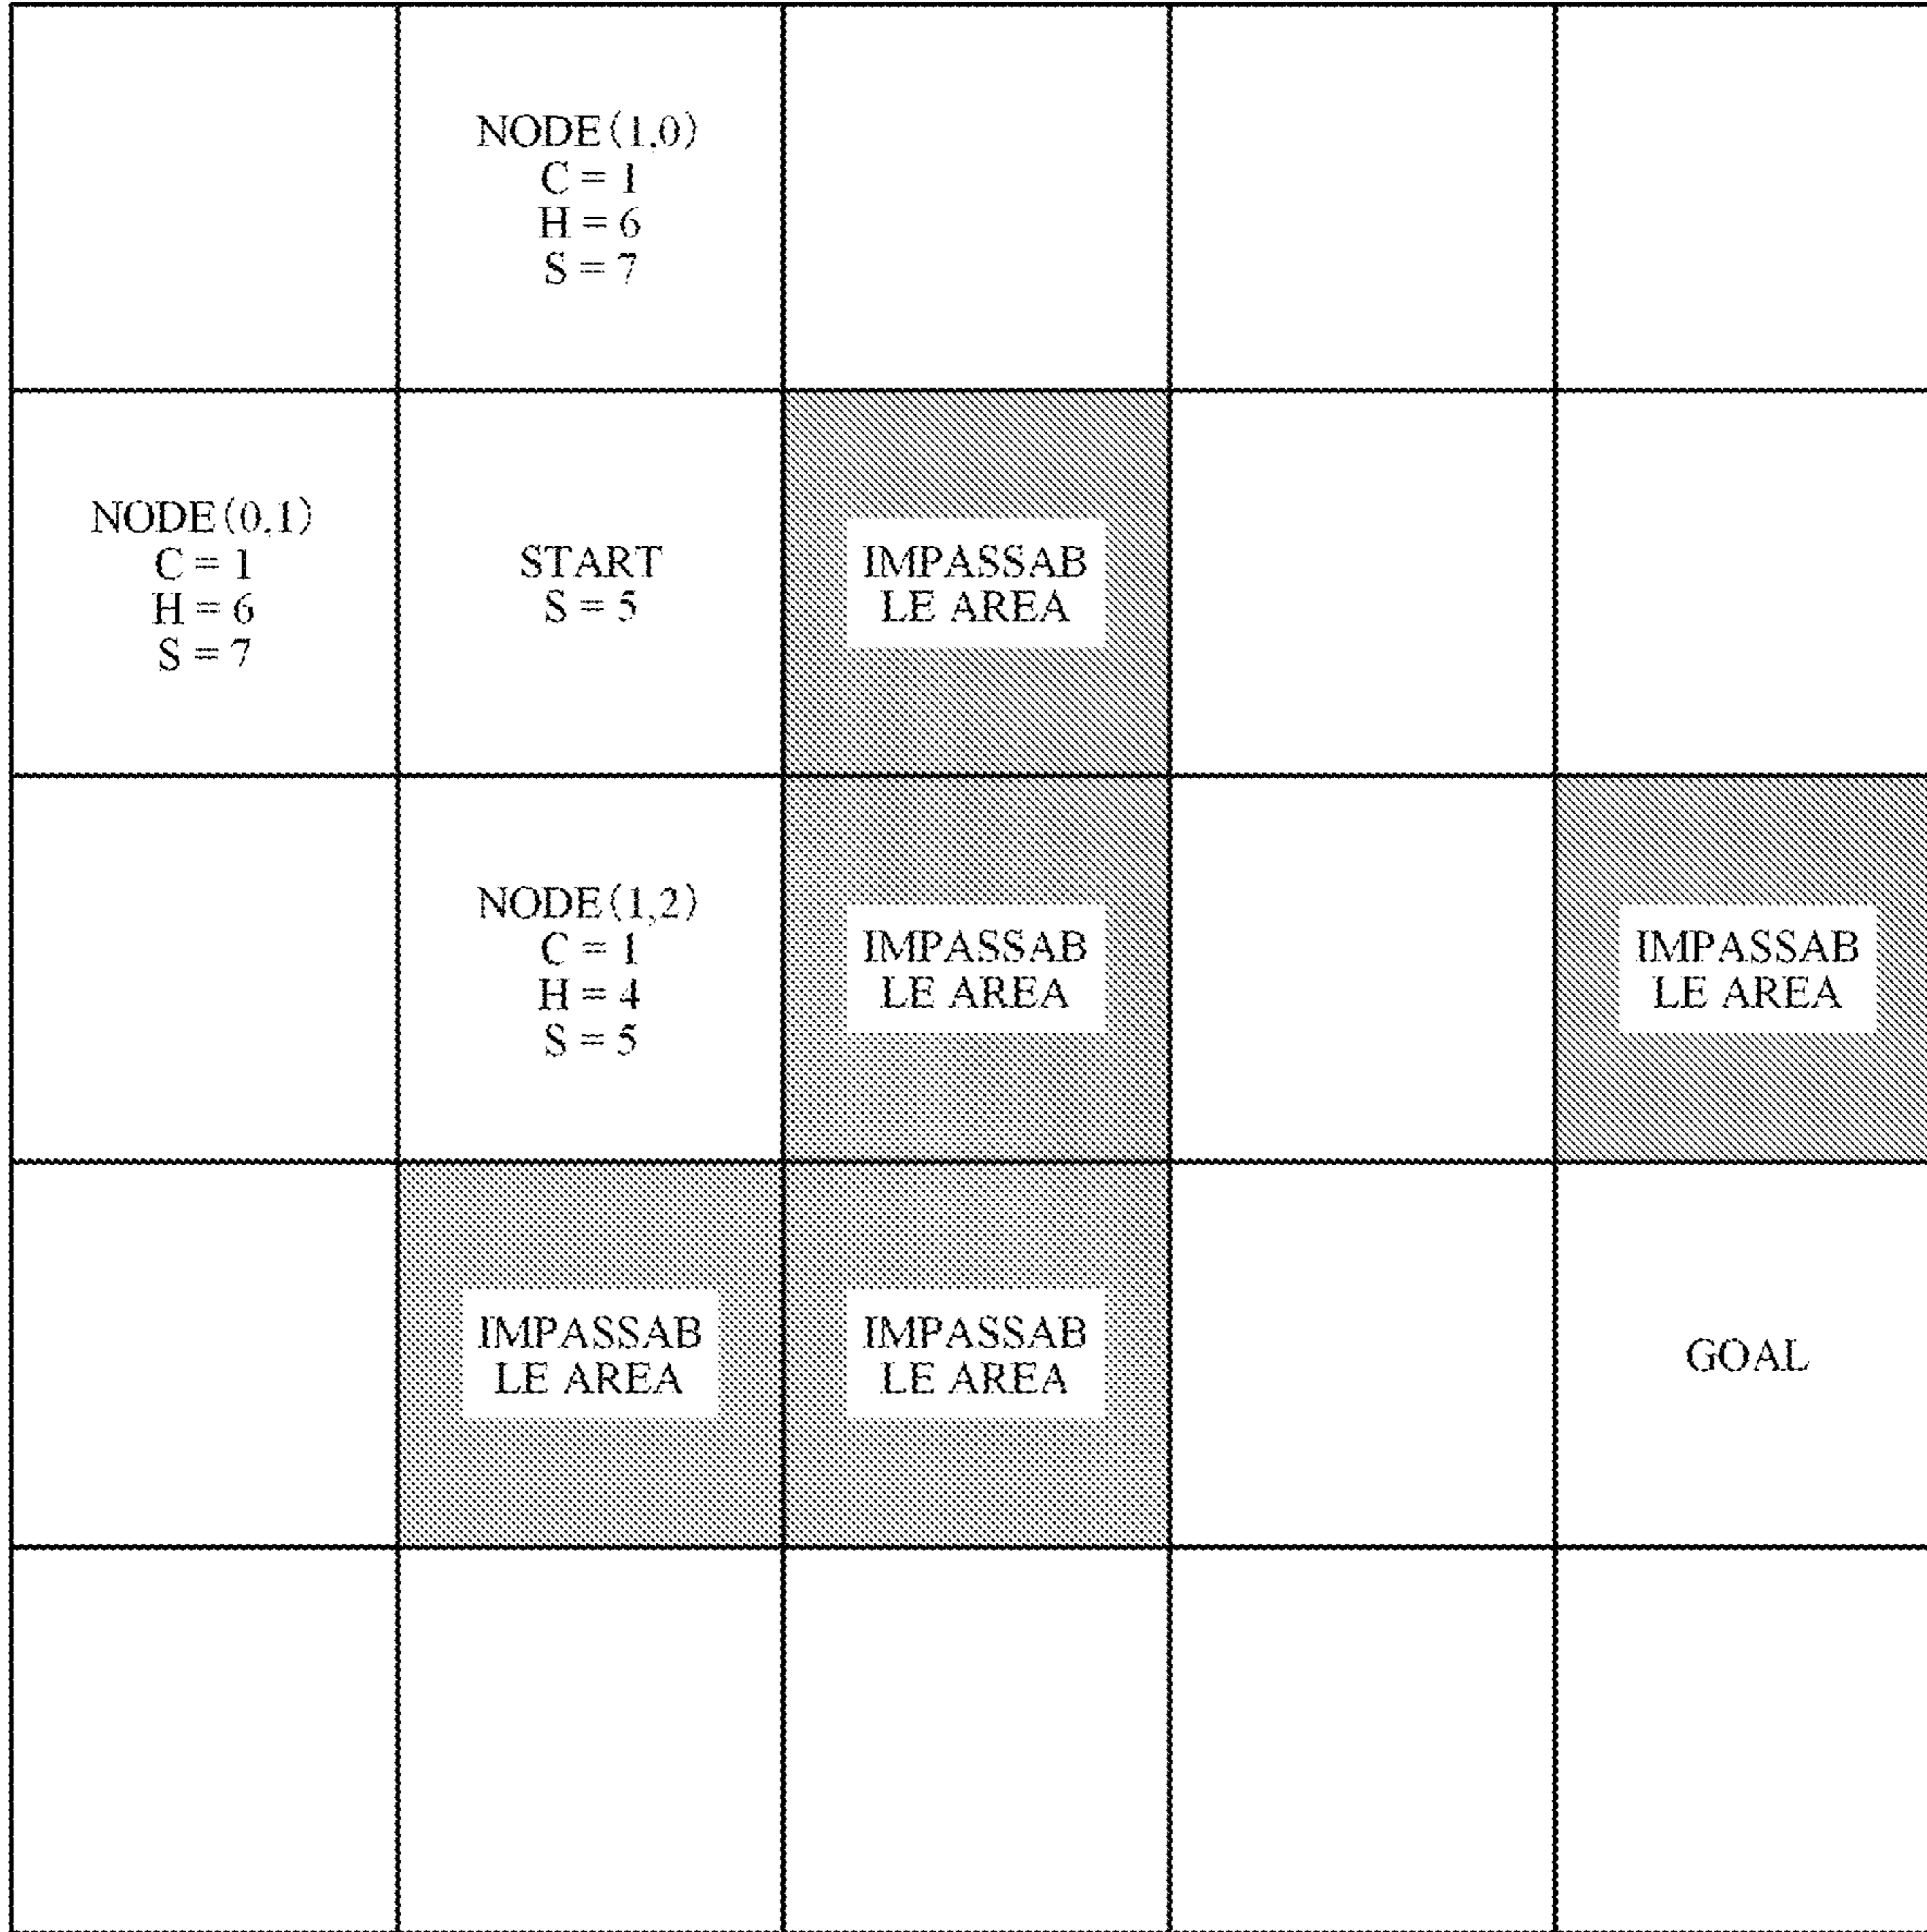 NODE(1,0)
C = 1
H = 6
S = 7
NODE(0,1)
C = 1
H = 6
S = 7
START
S = 5
IMPASSAB
LE AREA
NODE(1,2)
C = 1
H = 4
S = 5
IMPASSAB
LE AREA
IMPASSAB
LE AREA
IMPASSAB
LE AREA
IMPASSAB
LE AREA
GOAL